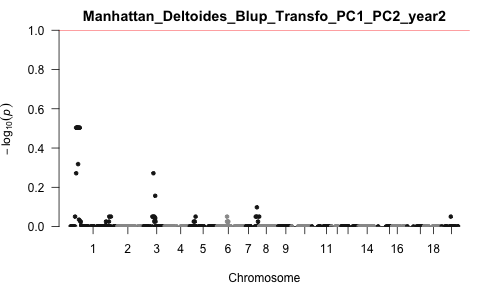 Manhattan_Deltoides_Blup_Transfo_PC1_PC2_year2
− log10(p)
1.0
0.8
0.6
0.4
0.2
0.0
1 2 3 4 5 6 7 8 9 11 14 16 18
Chromosome